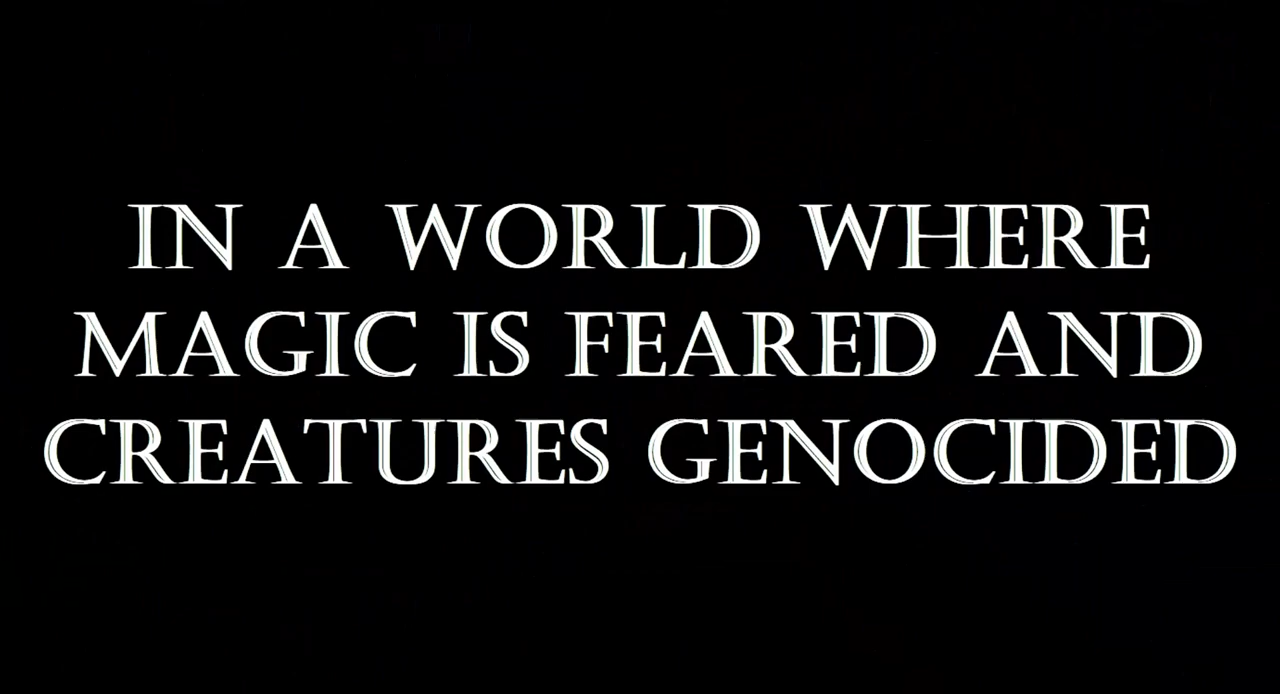 IN A WORLD WHERE
MAGIC IS FEARED AND
CREATURES GENOCIDED